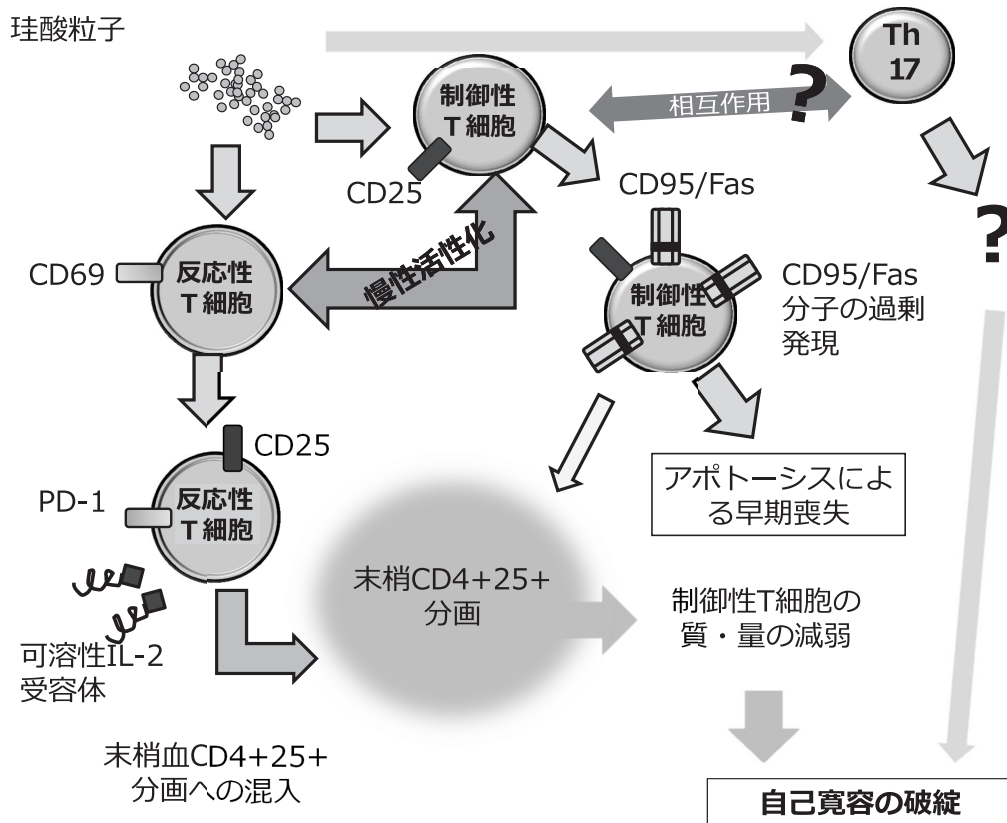 珪酸粒子
Th
17
制御性
T細胞
相互作用
?
CD25
CD95/Fas
?
慢性活性化
CD69
反応性
T細胞
制御性
T細胞
CD95/Fas
分子の過剰
発現
CD25
PD-1
反応性
T細胞
アポトーシスによ
る早期喪失
末梢CD4+25+
分画
制御性T細胞の
質・量の減弱
可溶性IL-2
受容体
末梢血CD4+25+
分画への混入
自己寛容の破綻